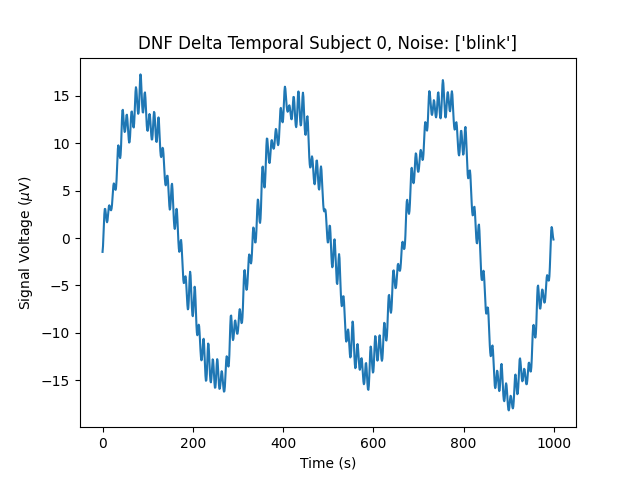 DNF Delta Temporal Subject 0, Noise: ['blink']
Signal Voltage (μV)
15
10
5
0
−5
−10
−15
0 200 400 600 800 1000
Time (s)